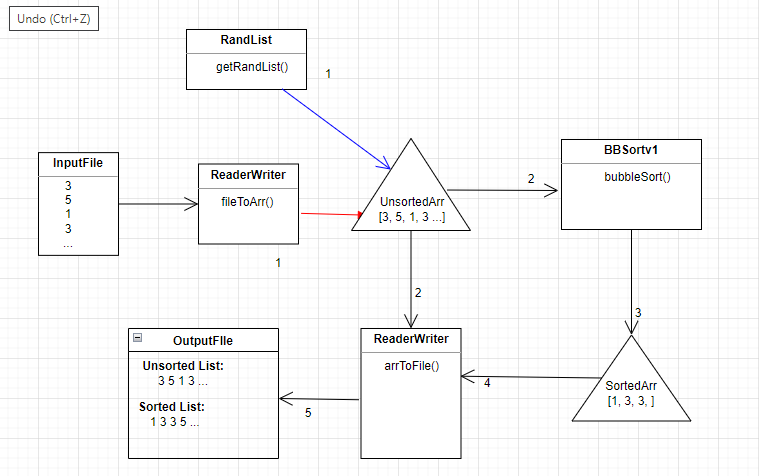 Undo (Ctrl+Z)
RandList
getRandList()
1
InputFile
3
5
1
3
...
ReaderWriter
fileToArr()
1
UnsortedArr
[3, 5, 1, 3 ...]
2
BBSortv1
bubbleSort()
2
3
OutputFIle
Unsorted List:
3 5 1 3 ...
Sorted List:
1 3 3 5 ...
5
ReaderWriter
arrToFile()
4
SortedArr
[1, 3, 3, ]